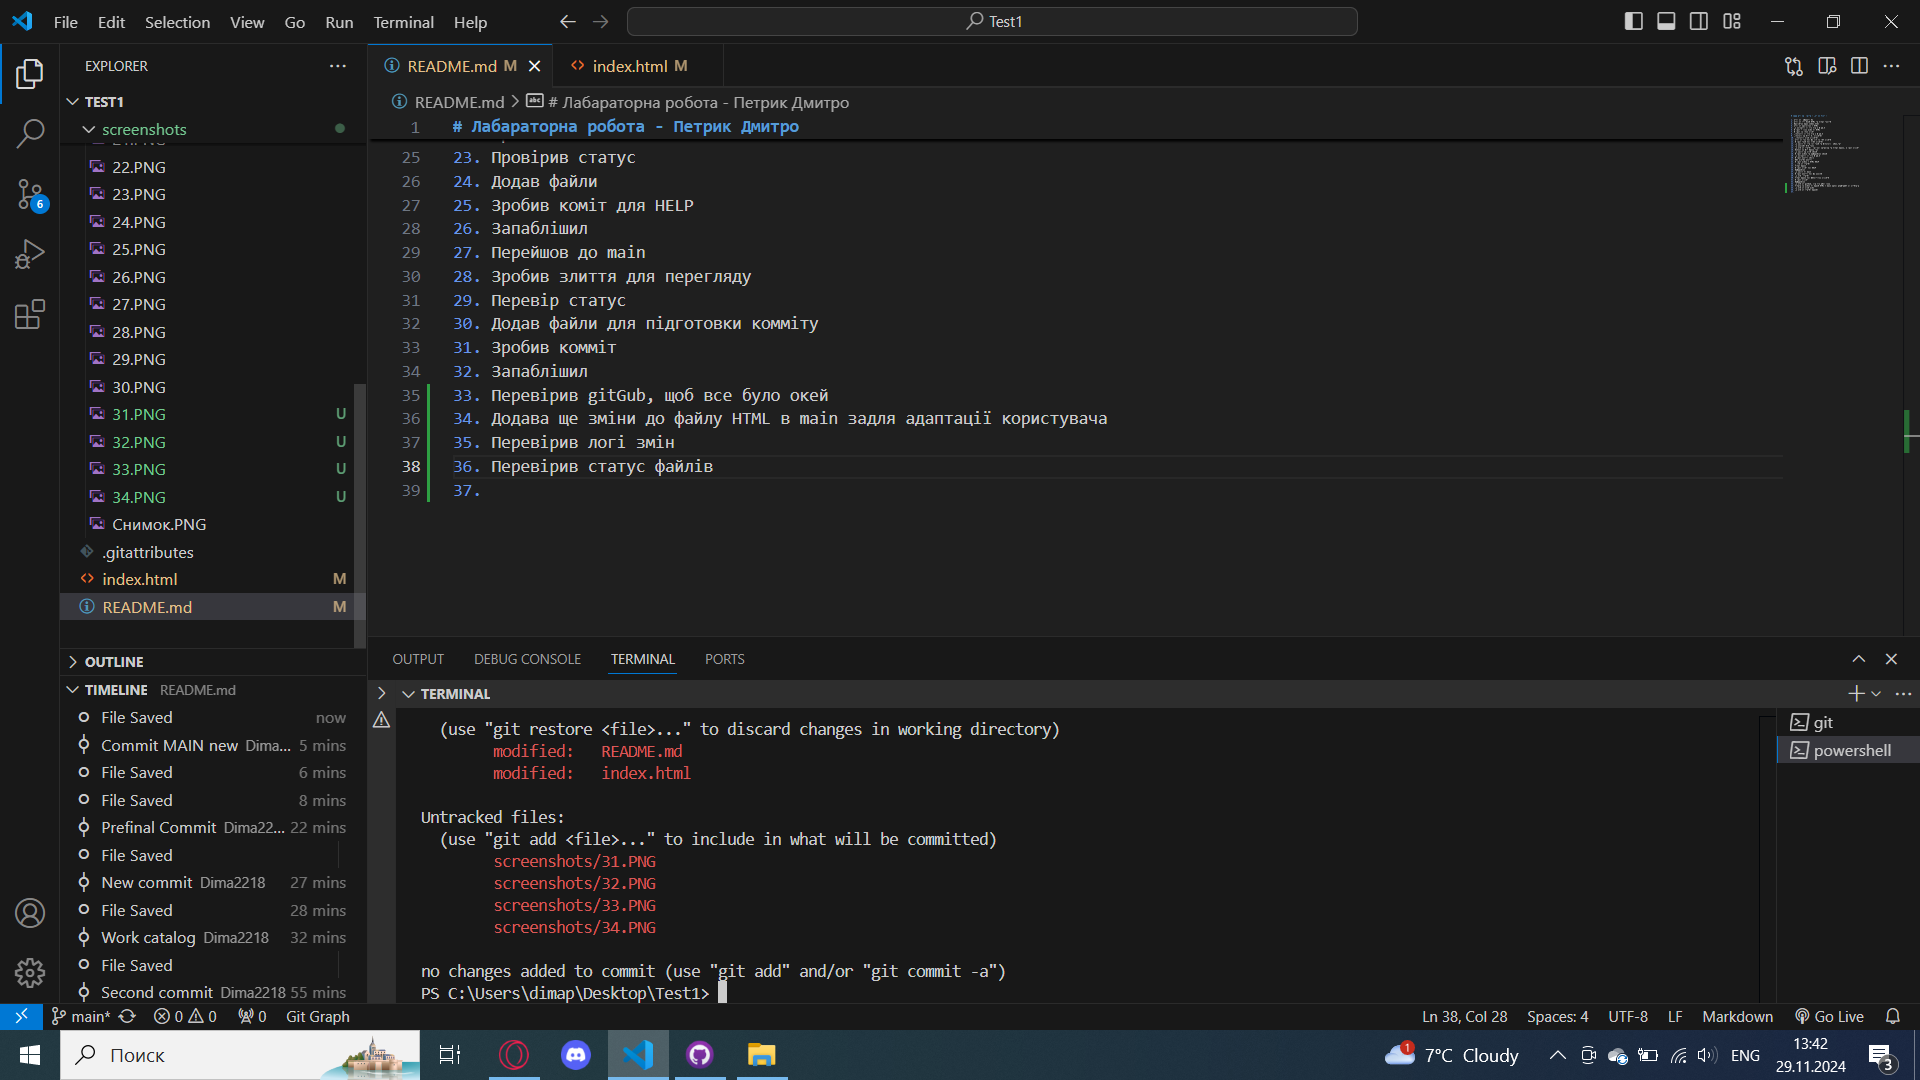 File Edit Selection View Go Run Terminal Help
Test1
EXPLORER
TEST1
screenshots
22.PNG
23.PNG
24.PNG
25.PNG
26.PNG
27.PNG
28.PNG
29.PNG
30.PNG
31.PNG U
32.PNG U
33.PNG U
34.PNG U
Снимок.PNG
.gitattributes
index.html M
README.md M
OUTLINE
TIMELINE README.md
File Saved now
Commit MAIN new Dima... 5 mins
File Saved 6 mins
File Saved 8 mins
Prefinal Commit Dima22... 22 mins
File Saved
New commit Dima2218 27 mins
File Saved 28 mins
Work catalog Dima2218 32 mins
File Saved
Second commit Dima2218 55 mins
6
README.md M
index.html M
README.md > # Лабараторна робота - Петрик Дмитро
1 # Лабараторна робота - Петрик Дмитро
25 23. Провірив статус
26 24. Додав файли
27 25. Зробив коміт для HELP
28 26. Запаблішил
29 27. Перейшов до main
30 28. Зробив злиття для перегляду
31 29. Перевір статус
32 30. Додав файли для підготовки комміту
33 31. Зробив комміт
34 32. Запаблішил
35 33. Перевірив gitGub, щоб все було окей
36 34. Додава ще зміни до файлу HTML в main задля адаптації користувача
37 35. Перевірив логі змін
38 36. Перевірив статус файлів
39 37.
OUTPUT DEBUG CONSOLE TERMINAL PORTS
TERMINAL
(use "git restore <file>..." to discard changes in working directory)
modified: README.md
modified: index.html
Untracked files:
(use "git add <file>..." to include in what will be committed)
screenshots/31.PNG
screenshots/32.PNG
screenshots/33.PNG
screenshots/34.PNG
no changes added to commit (use "git add" and/or "git commit -a")
PS C:\Users\dimap\Desktop\Test1>
git
powershell
main* 0 0 0 Git Graph
Ln 38, Col 28 Spaces: 4 UTF-8 LF Markdown Go Live
Поиск
1 7°C Cloudy
ENG
13:42
29.11.2024
3